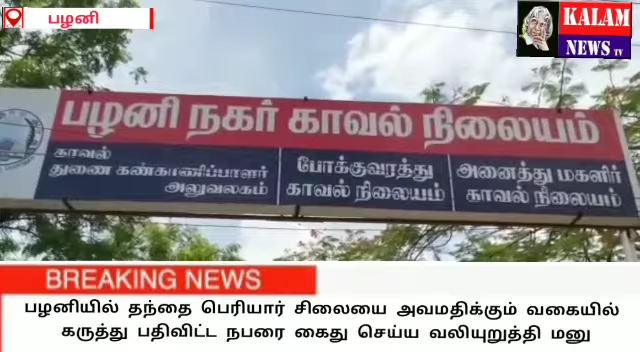 பழனி
KALAM
NEWS TV
பழனி நகர் காவல் நிலையம்
காவல்
துணை கண்காணிப்பாளர்
அலுவலகம்
போக்குவரத்து
காவல் நிலையம்
அனைத்து மகளிர்
காவல் நிலையம்
BREAKING NEWS
பழனியில் தந்தை பெரியார் சிலையை அவமதிக்கும் வகையில்
கருத்து பதிவிட்ட நபரை கைது செய்ய வலியுறுத்தி மனு